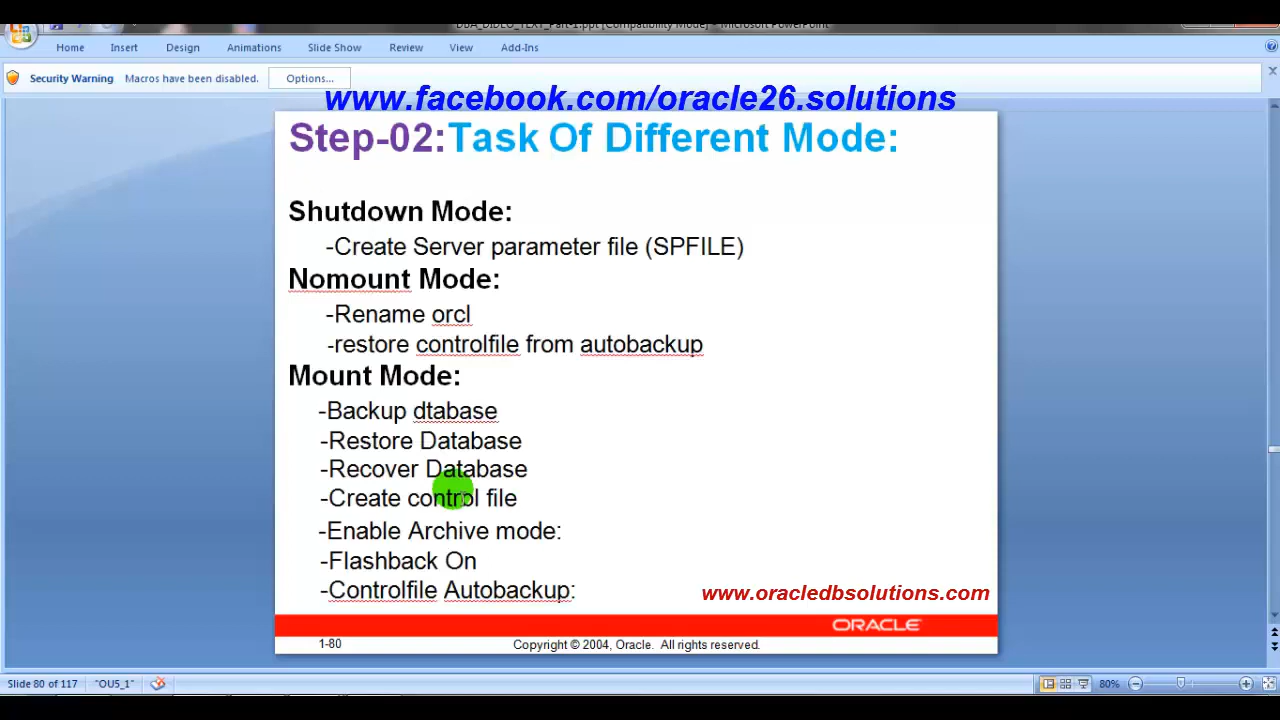 DBA_DIDEO_TEXT_Part-1.ppt [Compatibility Mode] - Microsoft PowerPoint
Home Insert Design Animations Slide Show Review View Add-Ins
Security Warning Macros have been disabled. Options...
www.facebook.com/oracle26.solutions
Step-02:Task Of Different Mode:
Shutdown Mode:
-Create Server parameter file (SPFILE)
Nomount Mode:
-Rename orcl
-restore controlfile from autobackup
Mount Mode:
-Backup dtabase
-Restore Database
-Recover Database
-Create control file
-Enable Archive mode:
-Flashback On
-Controlfile Autobackup:
www.oracledbsolutions.com
ORACLE
1-80 Copyright © 2004, Oracle. All rights reserved.
Slide 80 of 117 "OU5_1" 80%